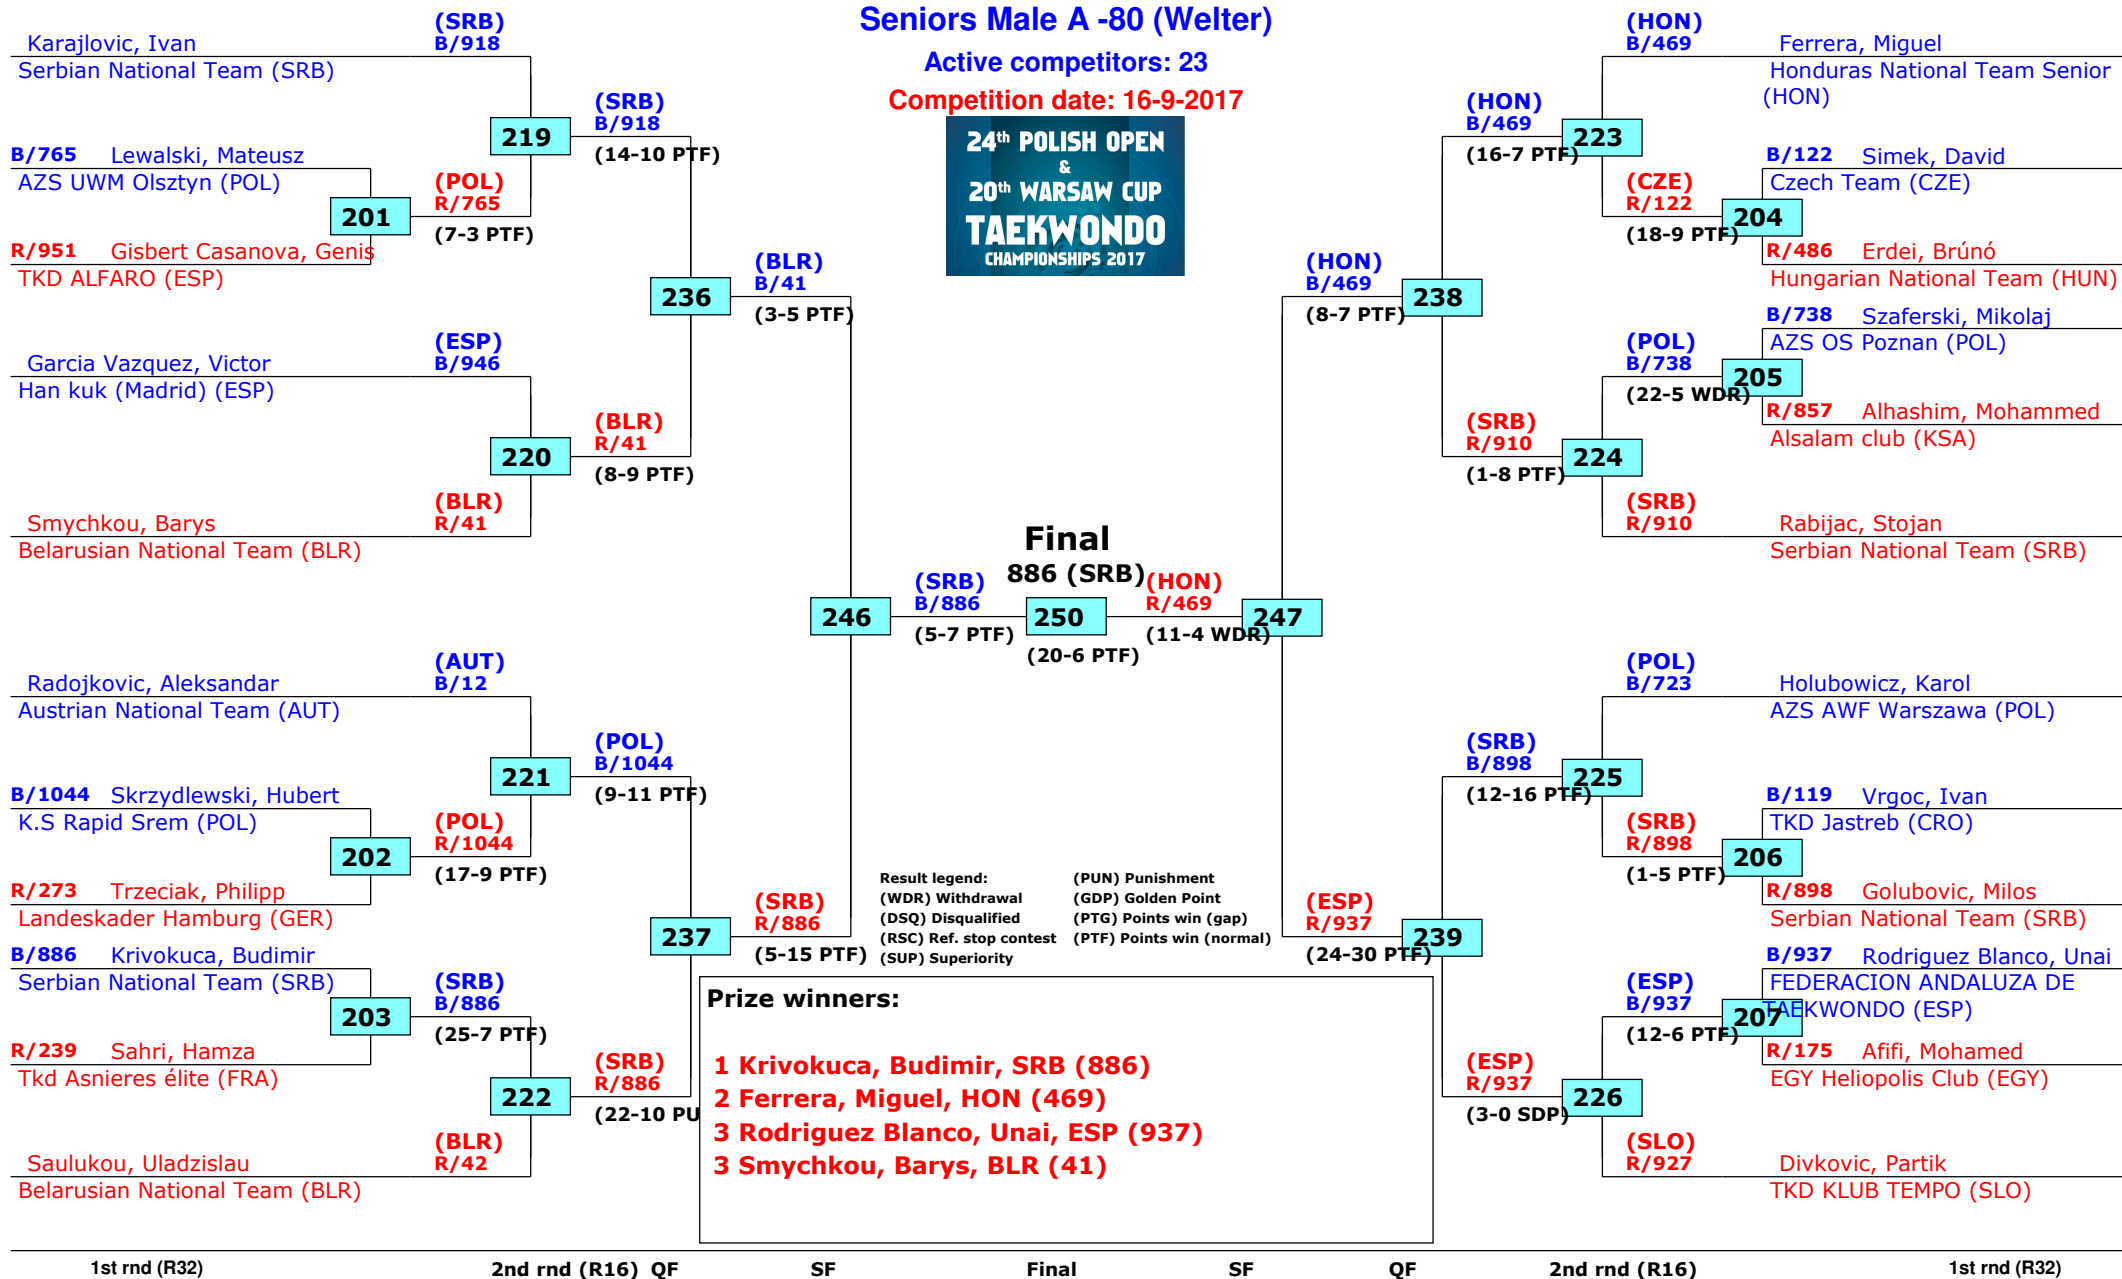 Seniors Male A -80 (Welter)
Active competitors: 23
Competition date: 16-9-2017
24th POLISH OPEN
&
20th WARSAW CUP
TAEKWONDO
CHAMPIONSHIPS 2017
Karajlovic, Ivan
Serbian National Team (SRB)
(SRB)
B/918
B/765 Lewalski, Mateusz
AZS UWM Olsztyn (POL)
201
R/951 Gisbert Casanova, Genis
TKD ALFARO (ESP)
(POL)
R/765
(7-3 PTF)
219
(SRB)
B/918
(14-10 PTF)
Garcia Vazquez, Victor
Han kuk (Madrid) (ESP)
(ESP)
B/946
220
Smychkou, Barys
Belarusian National Team (BLR)
(BLR)
R/41
(BLR)
R/41
(8-9 PTF)
236
(BLR)
B/41
(3-5 PTF)
Radojkovic, Aleksandar
Austrian National Team (AUT)
(AUT)
B/12
B/1044 Skrzydlewski, Hubert
K.S Rapid Srem (POL)
202
R/273 Trzeciak, Philipp
Landeskader Hamburg (GER)
(POL)
R/1044
(17-9 PTF)
221
(POL)
B/1044
(9-11 PTF)
B/886 Krivokuca, Budimir
Serbian National Team (SRB)
203
R/239 Sahri, Hamza
Tkd Asnieres élite (FRA)
(SRB)
B/886
(25-7 PTF)
222
Saulukou, Uladzislau
Belarusian National Team (BLR)
(BLR)
R/42
(SRB)
R/886
(22-10 PU
237
(SRB)
R/886
(5-15 PTF)
246
(SRB)
B/886
(5-7 PTF)
Final
886 (SRB)
250
(20-6 PTF)
(HON)
R/469
(11-4 WDR)
247
(HON)
B/469
Ferrera, Miguel
Honduras National Team Senior
(HON)
(HON)
B/469
(16-7 PTF)
223
B/122 Simek, David
Czech Team (CZE)
(CZE)
R/122
(18-9 PTF)
204
R/486 Erdei, Brúnó
Hungarian National Team (HUN)
(HON)
B/469
(8-7 PTF)
238
B/738 Szaferski, Mikolaj
AZS OS Poznan (POL)
(POL)
B/738
(22-5 WDR)
205
R/857 Alhashim, Mohammed
Alsalam club (KSA)
(SRB)
R/910
(1-8 PTF)
224
(SRB)
R/910
Rabijac, Stojan
Serbian National Team (SRB)
(POL)
B/723
Holubowicz, Karol
AZS AWF Warszawa (POL)
(SRB)
B/898
(12-16 PTF)
225
B/119 Vrgoc, Ivan
TKD Jastreb (CRO)
(SRB)
R/898
(1-5 PTF)
206
R/898 Golubovic, Milos
Serbian National Team (SRB)
(ESP)
R/937
(24-30 PTF)
239
B/937 Rodriguez Blanco, Unai
FEDERACION ANDALUZA DE
TAEKWONDO (ESP)
(ESP)
B/937
(12-6 PTF)
207
R/175 Afifi, Mohamed
EGY Heliopolis Club (EGY)
(ESP)
R/937
(3-0 SDP)
226
(SLO)
R/927
Divkovic, Partik
TKD KLUB TEMPO (SLO)
Result legend:
(WDR) Withdrawal
(DSQ) Disqualified
(RSC) Ref. stop contest
(SUP) Superiority
(PUN) Punishment
(GDP) Golden Point
(PTG) Points win (gap)
(PTF) Points win (normal)
Prize winners:
1 Krivokuca, Budimir, SRB (886)
2 Ferrera, Miguel, HON (469)
3 Rodriguez Blanco, Unai, ESP (937)
3 Smychkou, Barys, BLR (41)
1st rnd (R32) 2nd rnd (R16) QF SF Final SF QF 2nd rnd (R16) 1st rnd (R32)